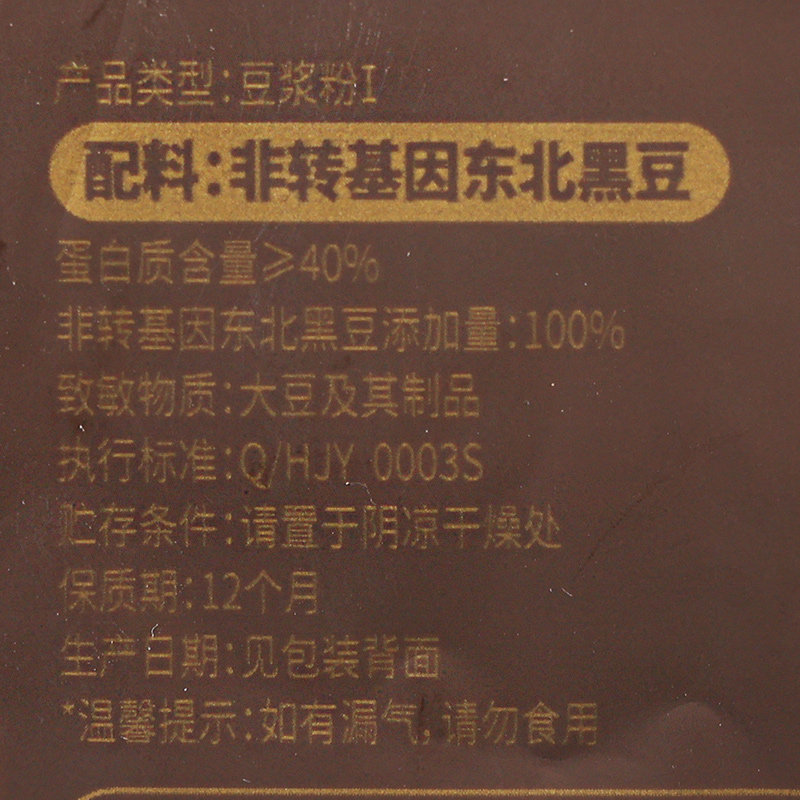 产品类型:豆浆粉I
配料:非转基因东北黑豆
蛋白质含量≥40%
非转基因东北黑豆添加量:100%
致敏物质:大豆及其制品
执行标准:Q/HJY 0003S
贮存条件:请置于阴凉干燥处
保质期:12个月
生产日期:见包装背面
*温馨提示:如有漏气,请勿食用